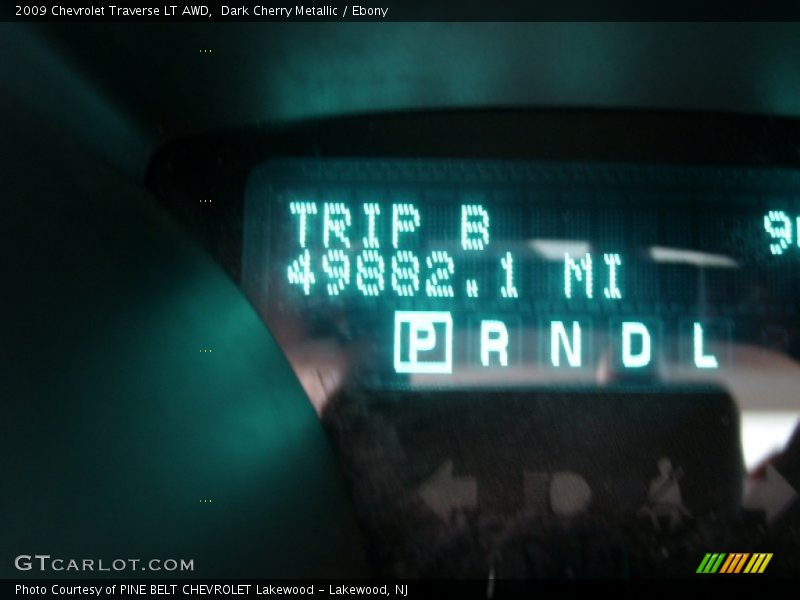 2009 Chevrolet Traverse LT AWD,  Dark Cherry Metallic / Ebony
TRIP B
49882.1 MI
P R N D L
GTCARLOT.COM
Photo Courtesy of PINE BELT CHEVROLET Lakewood - Lakewood, NJ